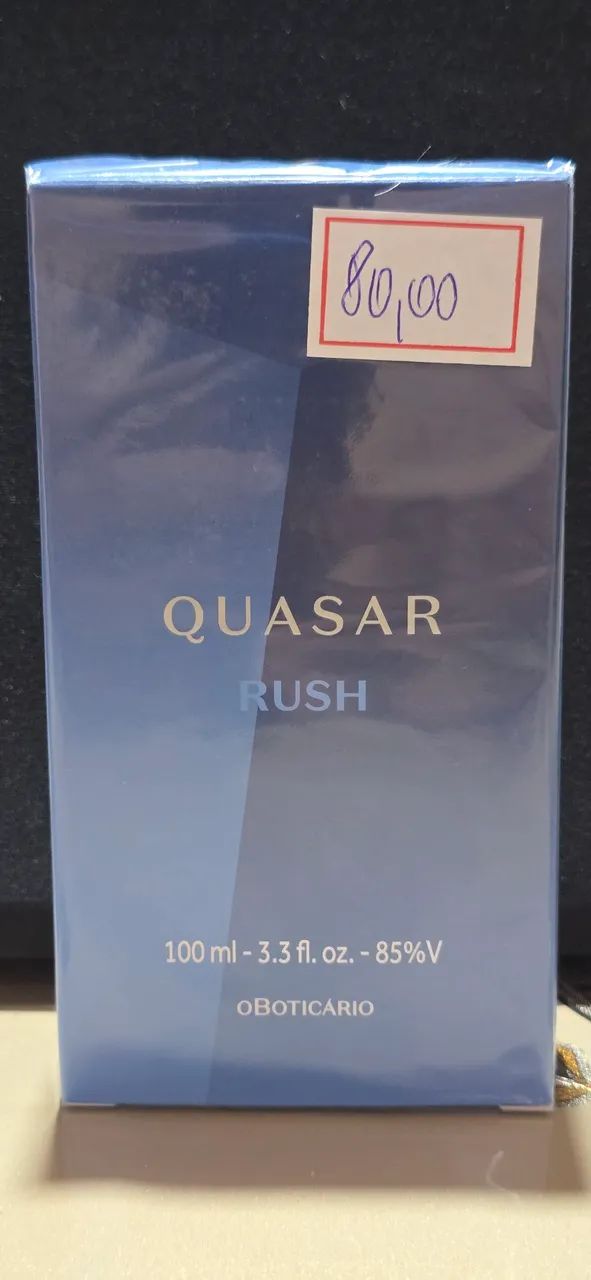 80,00
QUASAR
RUSH
100 ml - 3.3 fl. oz. - 85%V
oBOTICÁRIO